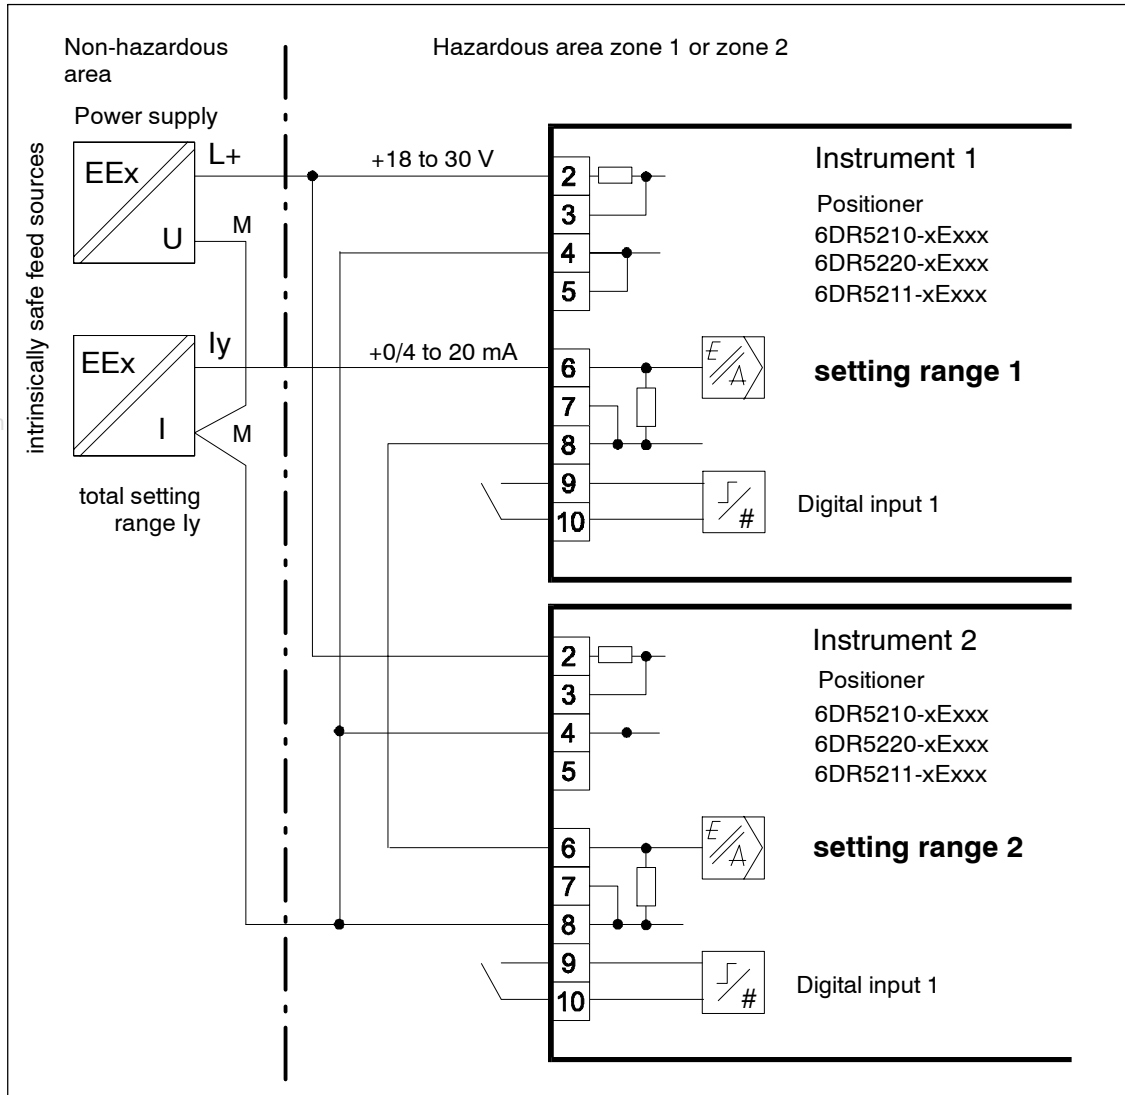 Non-hazardous
area
Hazardous area zone 1 or zone 2
intrinsically safe feed sources
Power supply
EEx
U
L+
M
+18 to 30 V
EEx
I
Iy
M
+0/4 to 20 mA
total setting
range Iy
2
3
4
5
6
7
8
9
10
Instrument 1
Positioner
6DR5210-xExxx
6DR5220-xExxx
6DR5211-xExxx
E
A
setting range 1
#
Digital input 1
2
3
4
5
6
7
8
9
10
Instrument 2
Positioner
6DR5210-xExxx
6DR5220-xExxx
6DR5211-xExxx
E
A
setting range 2
#
Digital input 1